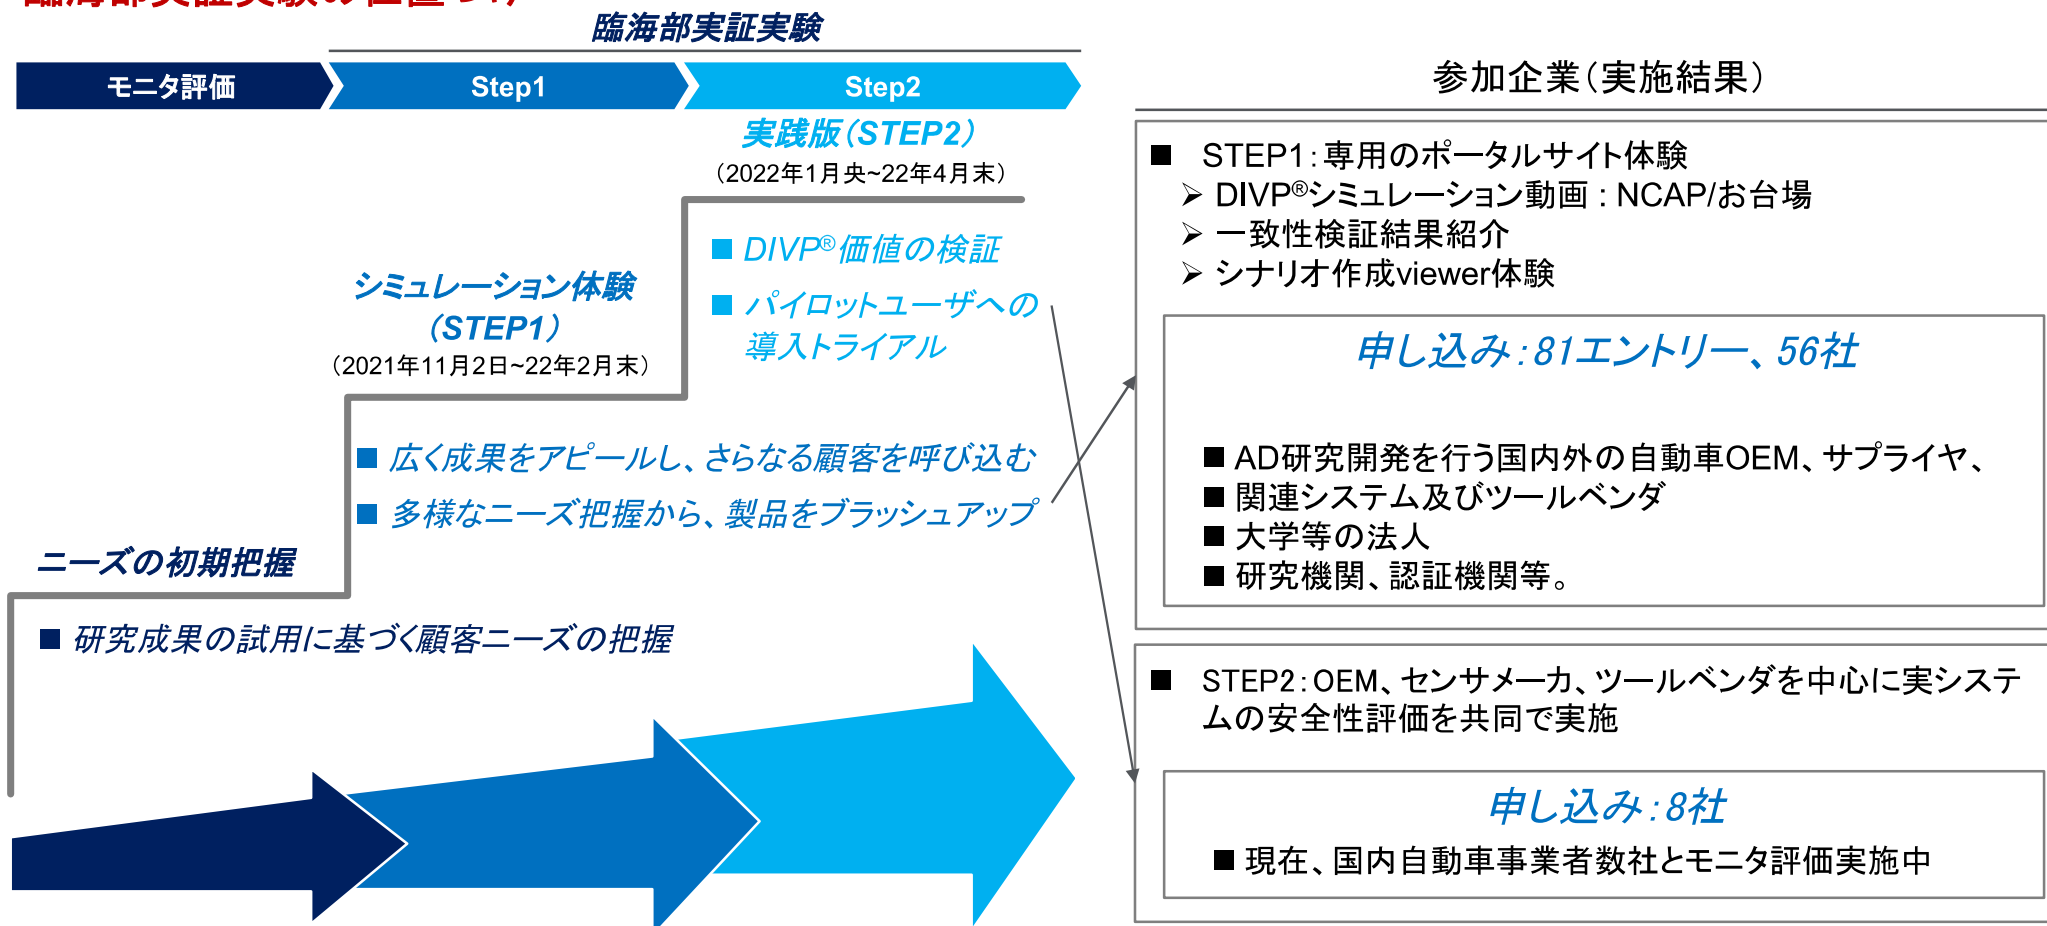 臨海部実証実験の位置づけ
臨海部実証実験
モニタ評価
Step1
Step2
実践版（STEP2）
（2022年1月央~22年4月末）
■ DIVP®価値の検証
■ パイロットユーザへの
導入トライアル
シミュレーション体験
（STEP1）
（2021年11月2日~22年2月末）
■ 広く成果をアピールし、さらなる顧客を呼び込む
■ 多様なニーズ把握から、製品をブラッシュアップ
ニーズの初期把握
■ 研究成果の試用に基づく顧客ニーズの把握
参加企業（実施結果）
■ STEP1：専用のポータルサイト体験
➢ DIVP®シミュレーション動画 : NCAP/お台場
➢ 一致性検証結果紹介
➢ シナリオ作成viewer体験
申し込み：81エントリー、56社
■ AD研究開発を行う国内外の自動車OEM、サプライヤ、
■ 関連システム及びツールベンダ
■ 大学等の法人
■ 研究機関、認証機関等。
■ STEP2：OEM、センサメーカ、ツールベンダを中心に実システ
ムの安全性評価を共同で実施
申し込み：8社
■ 現在、国内自動車事業者数社とモニタ評価実施中